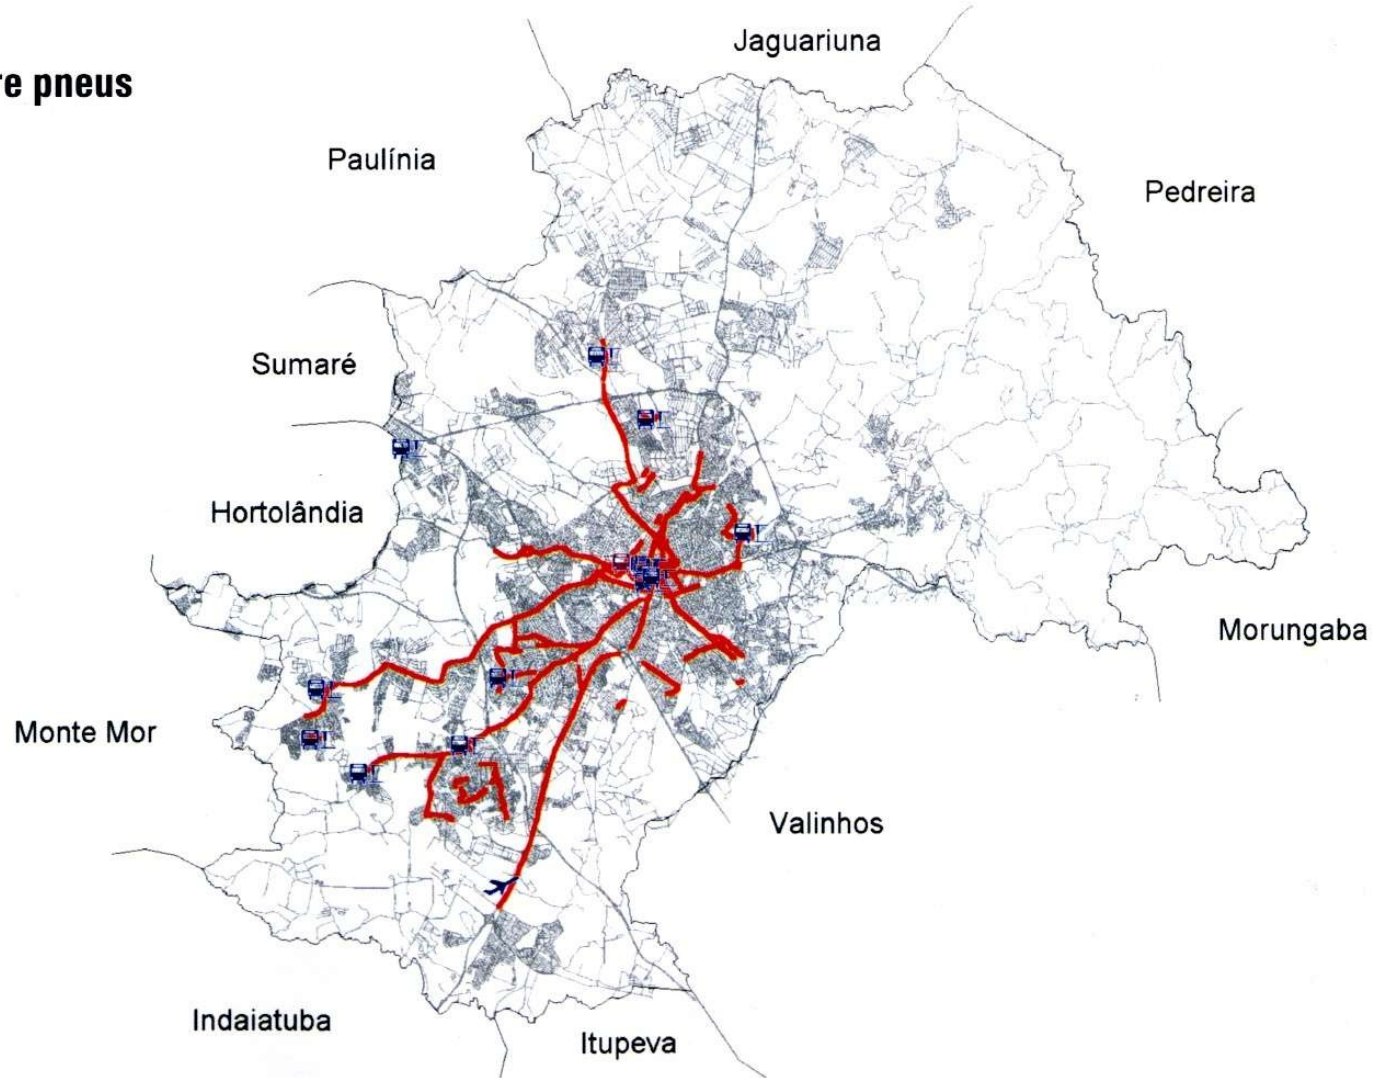 Jaguariuna
re pneus
Paulínia
Pedreira
Sumaré
Hortolândia
Morungaba
Monte Mor
Valinhos
Indaiatuba
Itupeva